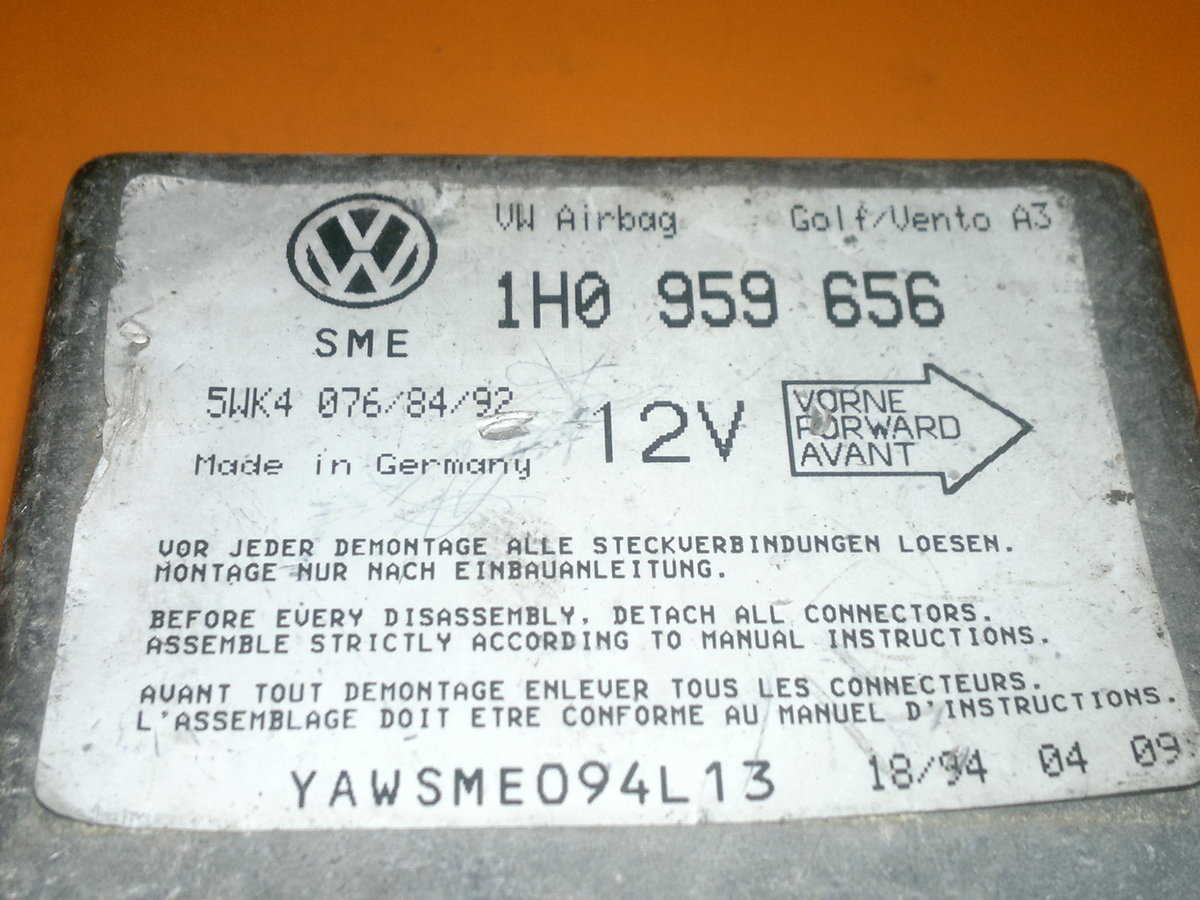 VW Airbag Golf/Vento A3
1H0 959 656
SME
5WK4 076/84/92
12V
VORNE
FORWARD
AVANT
Made in Germany
VOR JEDER DEMONTAGE ALLE STECKVERBINDUNGEN LOESEN.
MONTAGE NUR NACH EINBAUANLEITUNG.
BEFORE EVERY DISASSEMBLY, DETACH ALL CONNECTORS.
ASSEMBLE STRICTLY ACCORDING TO MANUAL INSTRUCTIONS.
AVANT TOUT DEMONTAGE ENLEVER TOUS LES CONNECTEURS.
L'ASSEMBLAGE DOIT ETRE CONFORME AU MANUEL D'INSTRUCTIONS.
YAWSME094L13 18/94 04 09